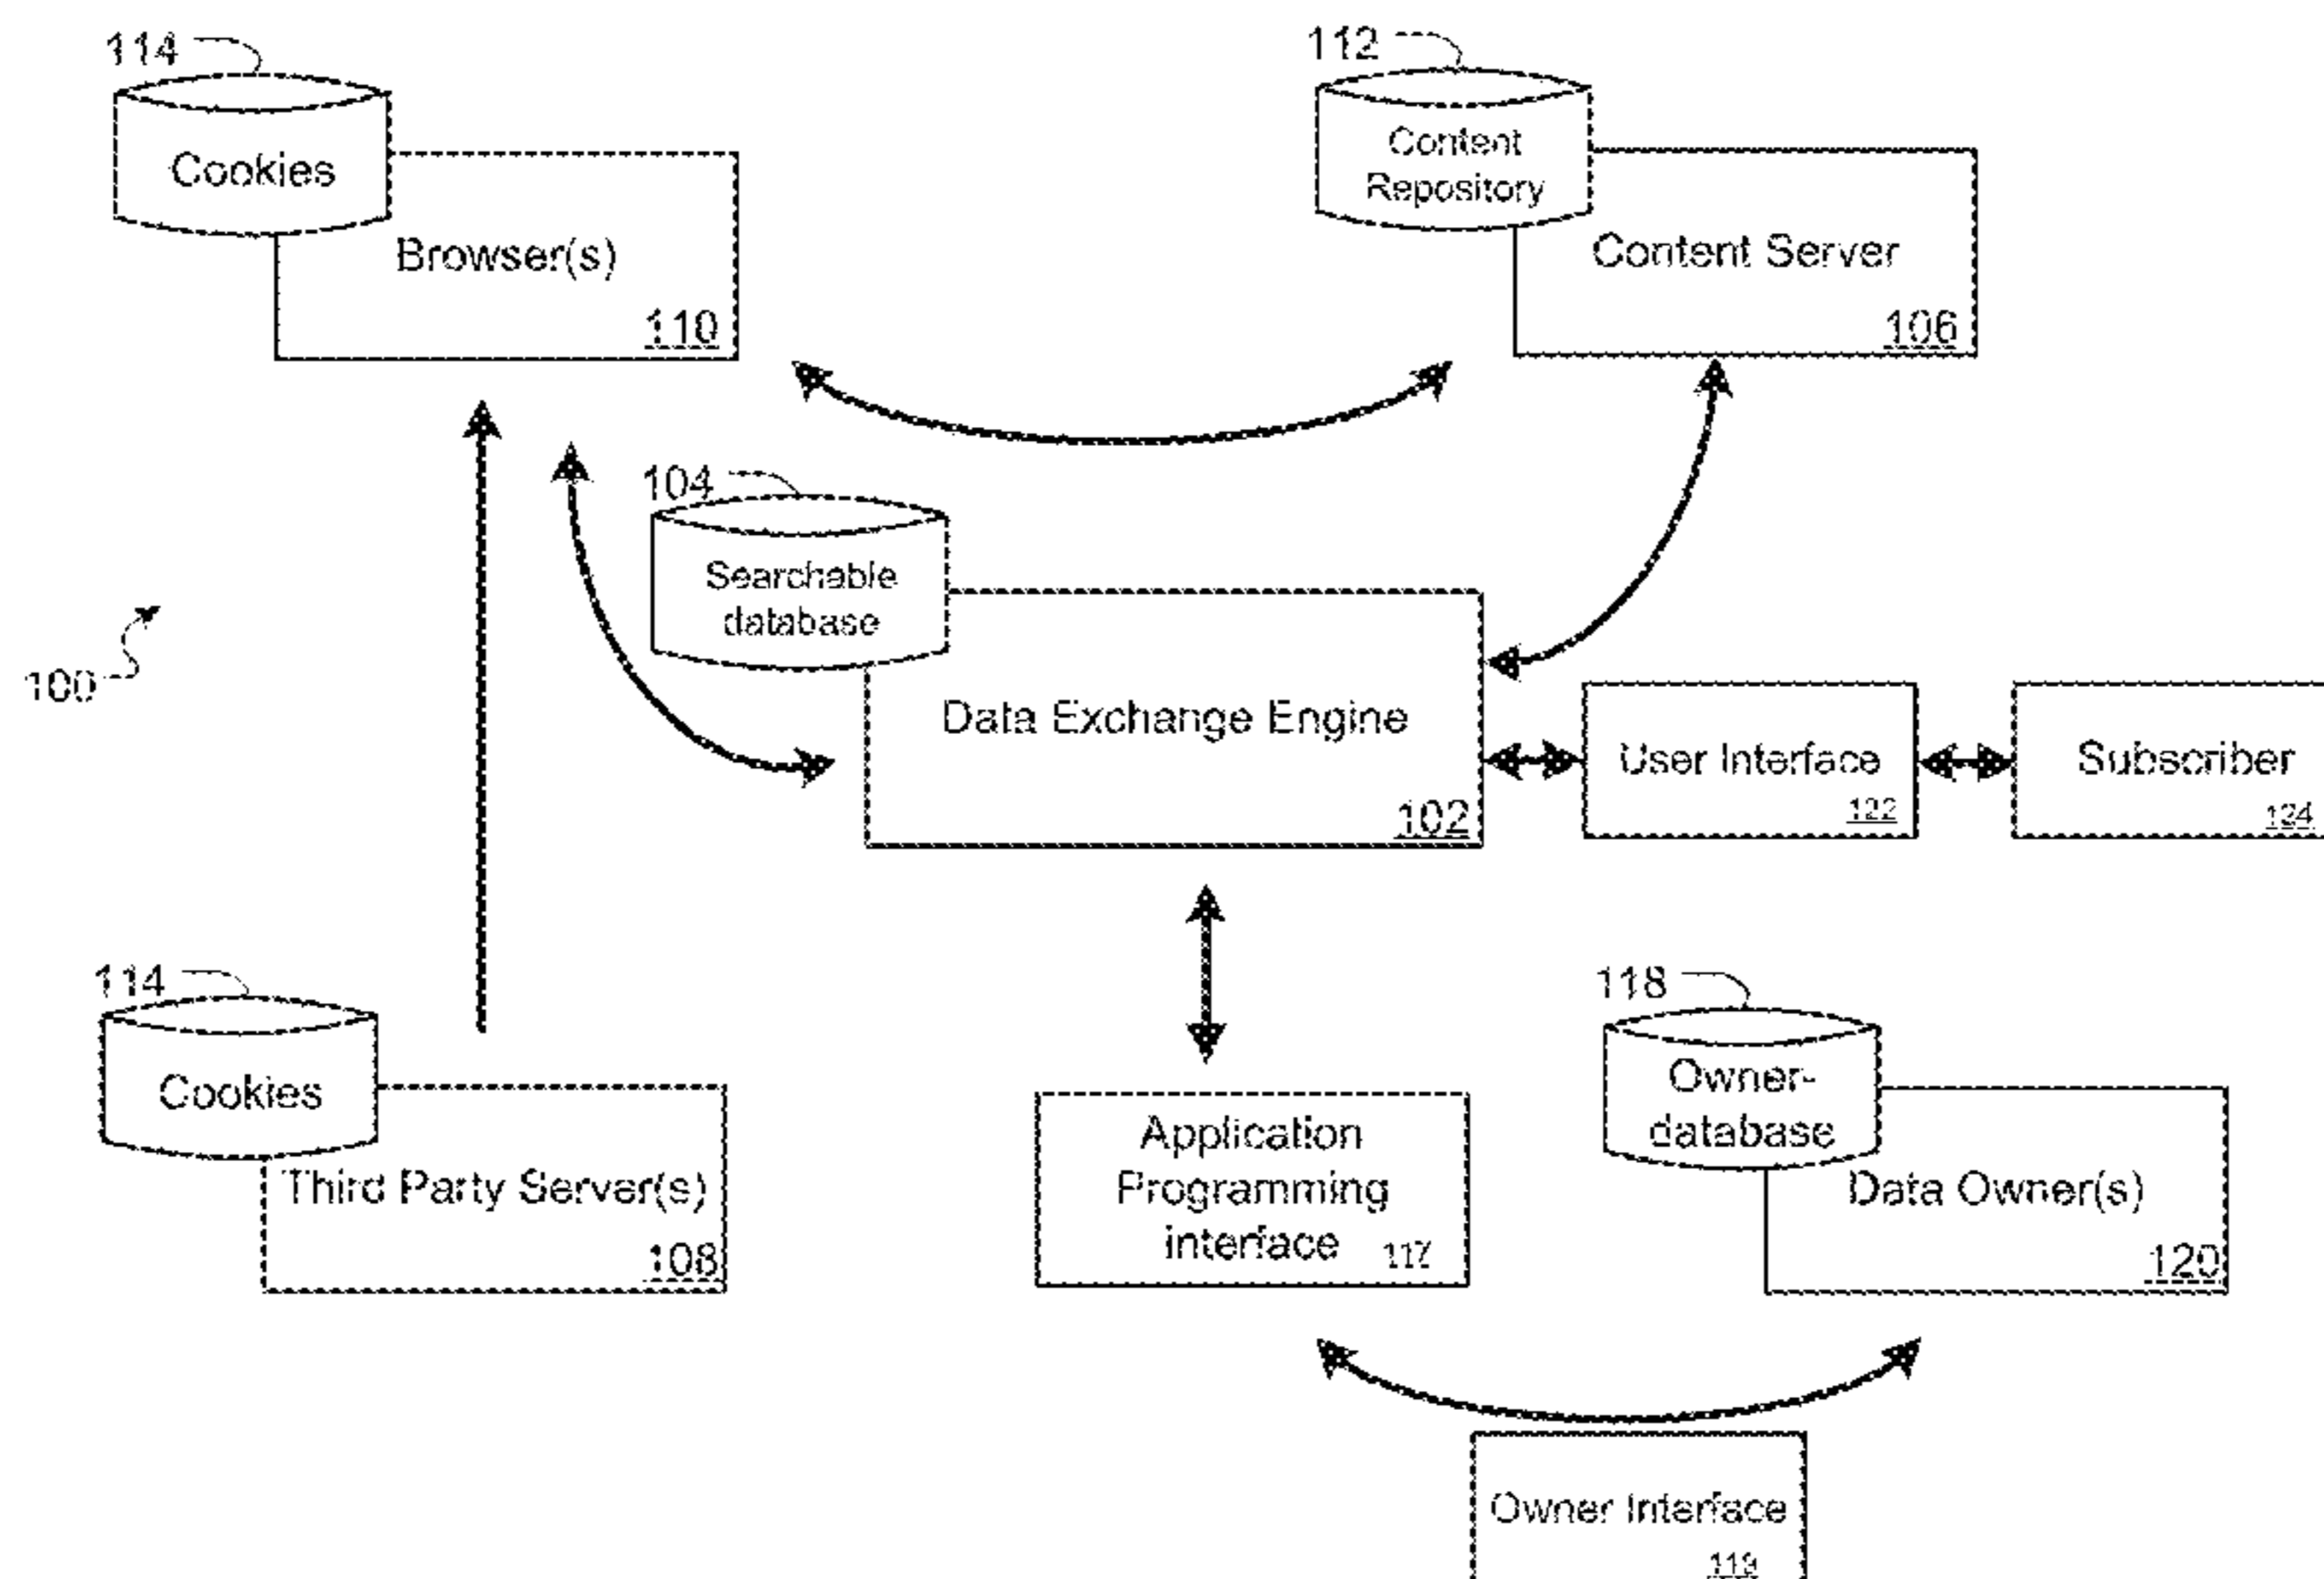 114
Cookies
Browser(s)
110
112
Content
Repository
Content Server
106
104
Searchable
database
Data Exchange Engine
102
100
User Interface
122
Subscriber
124
114
Cookies
Third Party Server(s)
108
Application
Programming
interface
117
118
Owner-
database
Data Owner(s)
120
Owner Interface
119